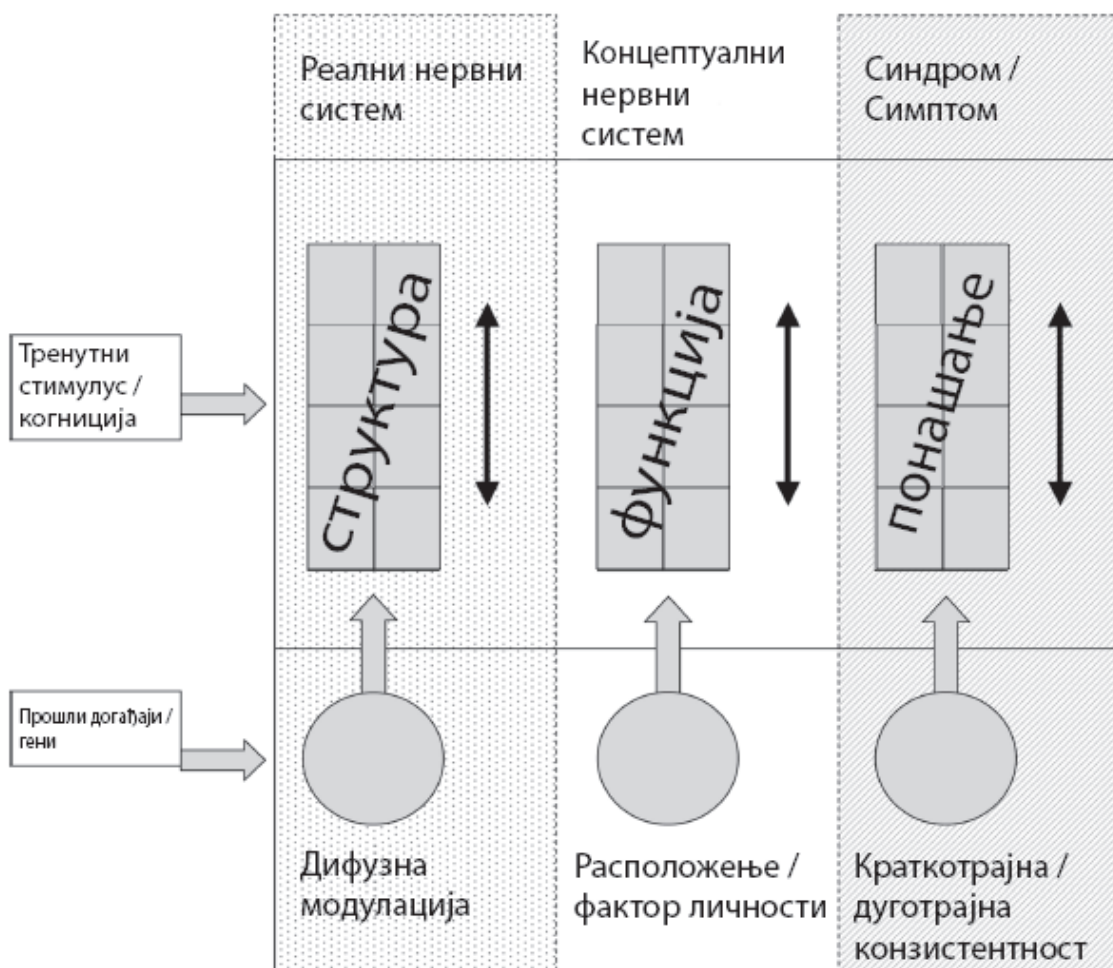 Реални нервни
систем
Концептуални
нервни
систем
Синдром /
Симптом
Тренутни
стимулус /
когниција
структура
функција
понашање
Прошли догађаји /
гени
Дифузна
модулација
Расположење /
фактор личности
Краткотрајна /
дуготрајна
конзистентност